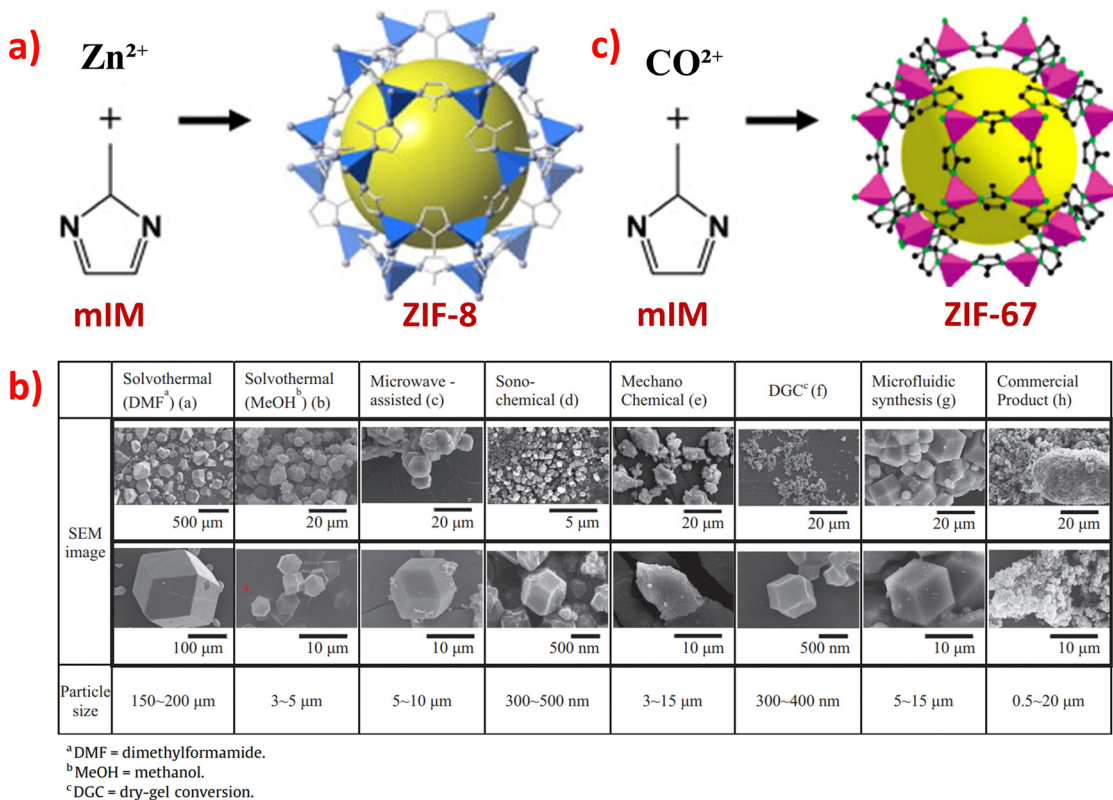 a)
Zn²⁺
+
N N
mIM
ZIF-8
c)
CO²⁺
+
N N
mIM
ZIF-67
b)
Solvothermal (DMFᵃ) (a)
Solvothermal (MeOHᵇ) (b)
Microwave - assisted (c)
Sono- chemical (d)
Mechano Chemical (e)
DGCᶜ (f)
Microfluidic synthesis (g)
Commercial Product (h)
SEM image
500 μm
20 μm
20 μm
5 μm
20 μm
20 μm
20 μm
20 μm
100 μm
10 μm
10 μm
500 nm
10 μm
500 nm
10 μm
10 μm
Particle size
150~200 μm
3~5 μm
5~10 μm
300~500 nm
3~15 μm
300~400 nm
5~15 μm
0.5~20 μm
ᵃ DMF = dimethylformamide.
ᵇ MeOH = methanol.
ᶜ DGC = dry-gel conversion.